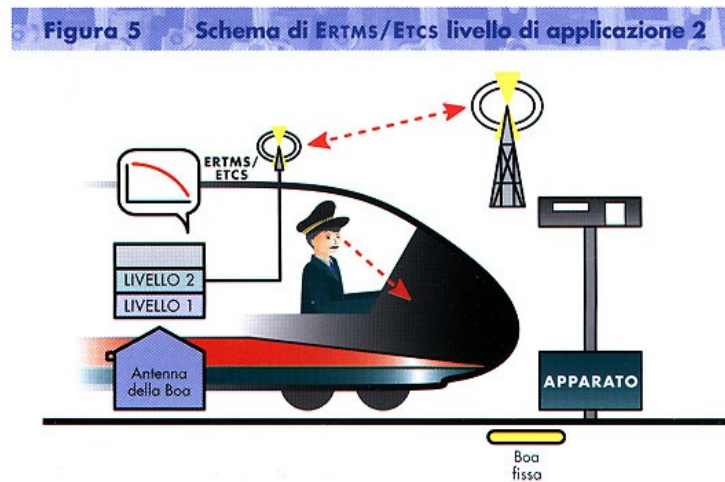 Figura 5 Schema di ERTMS/ETCS livello di applicazione 2
ERTMS/
ETCS
LIVELLO 2
LIVELLO 1
Antenna
della Boa
APPARATO
Boa
fissa